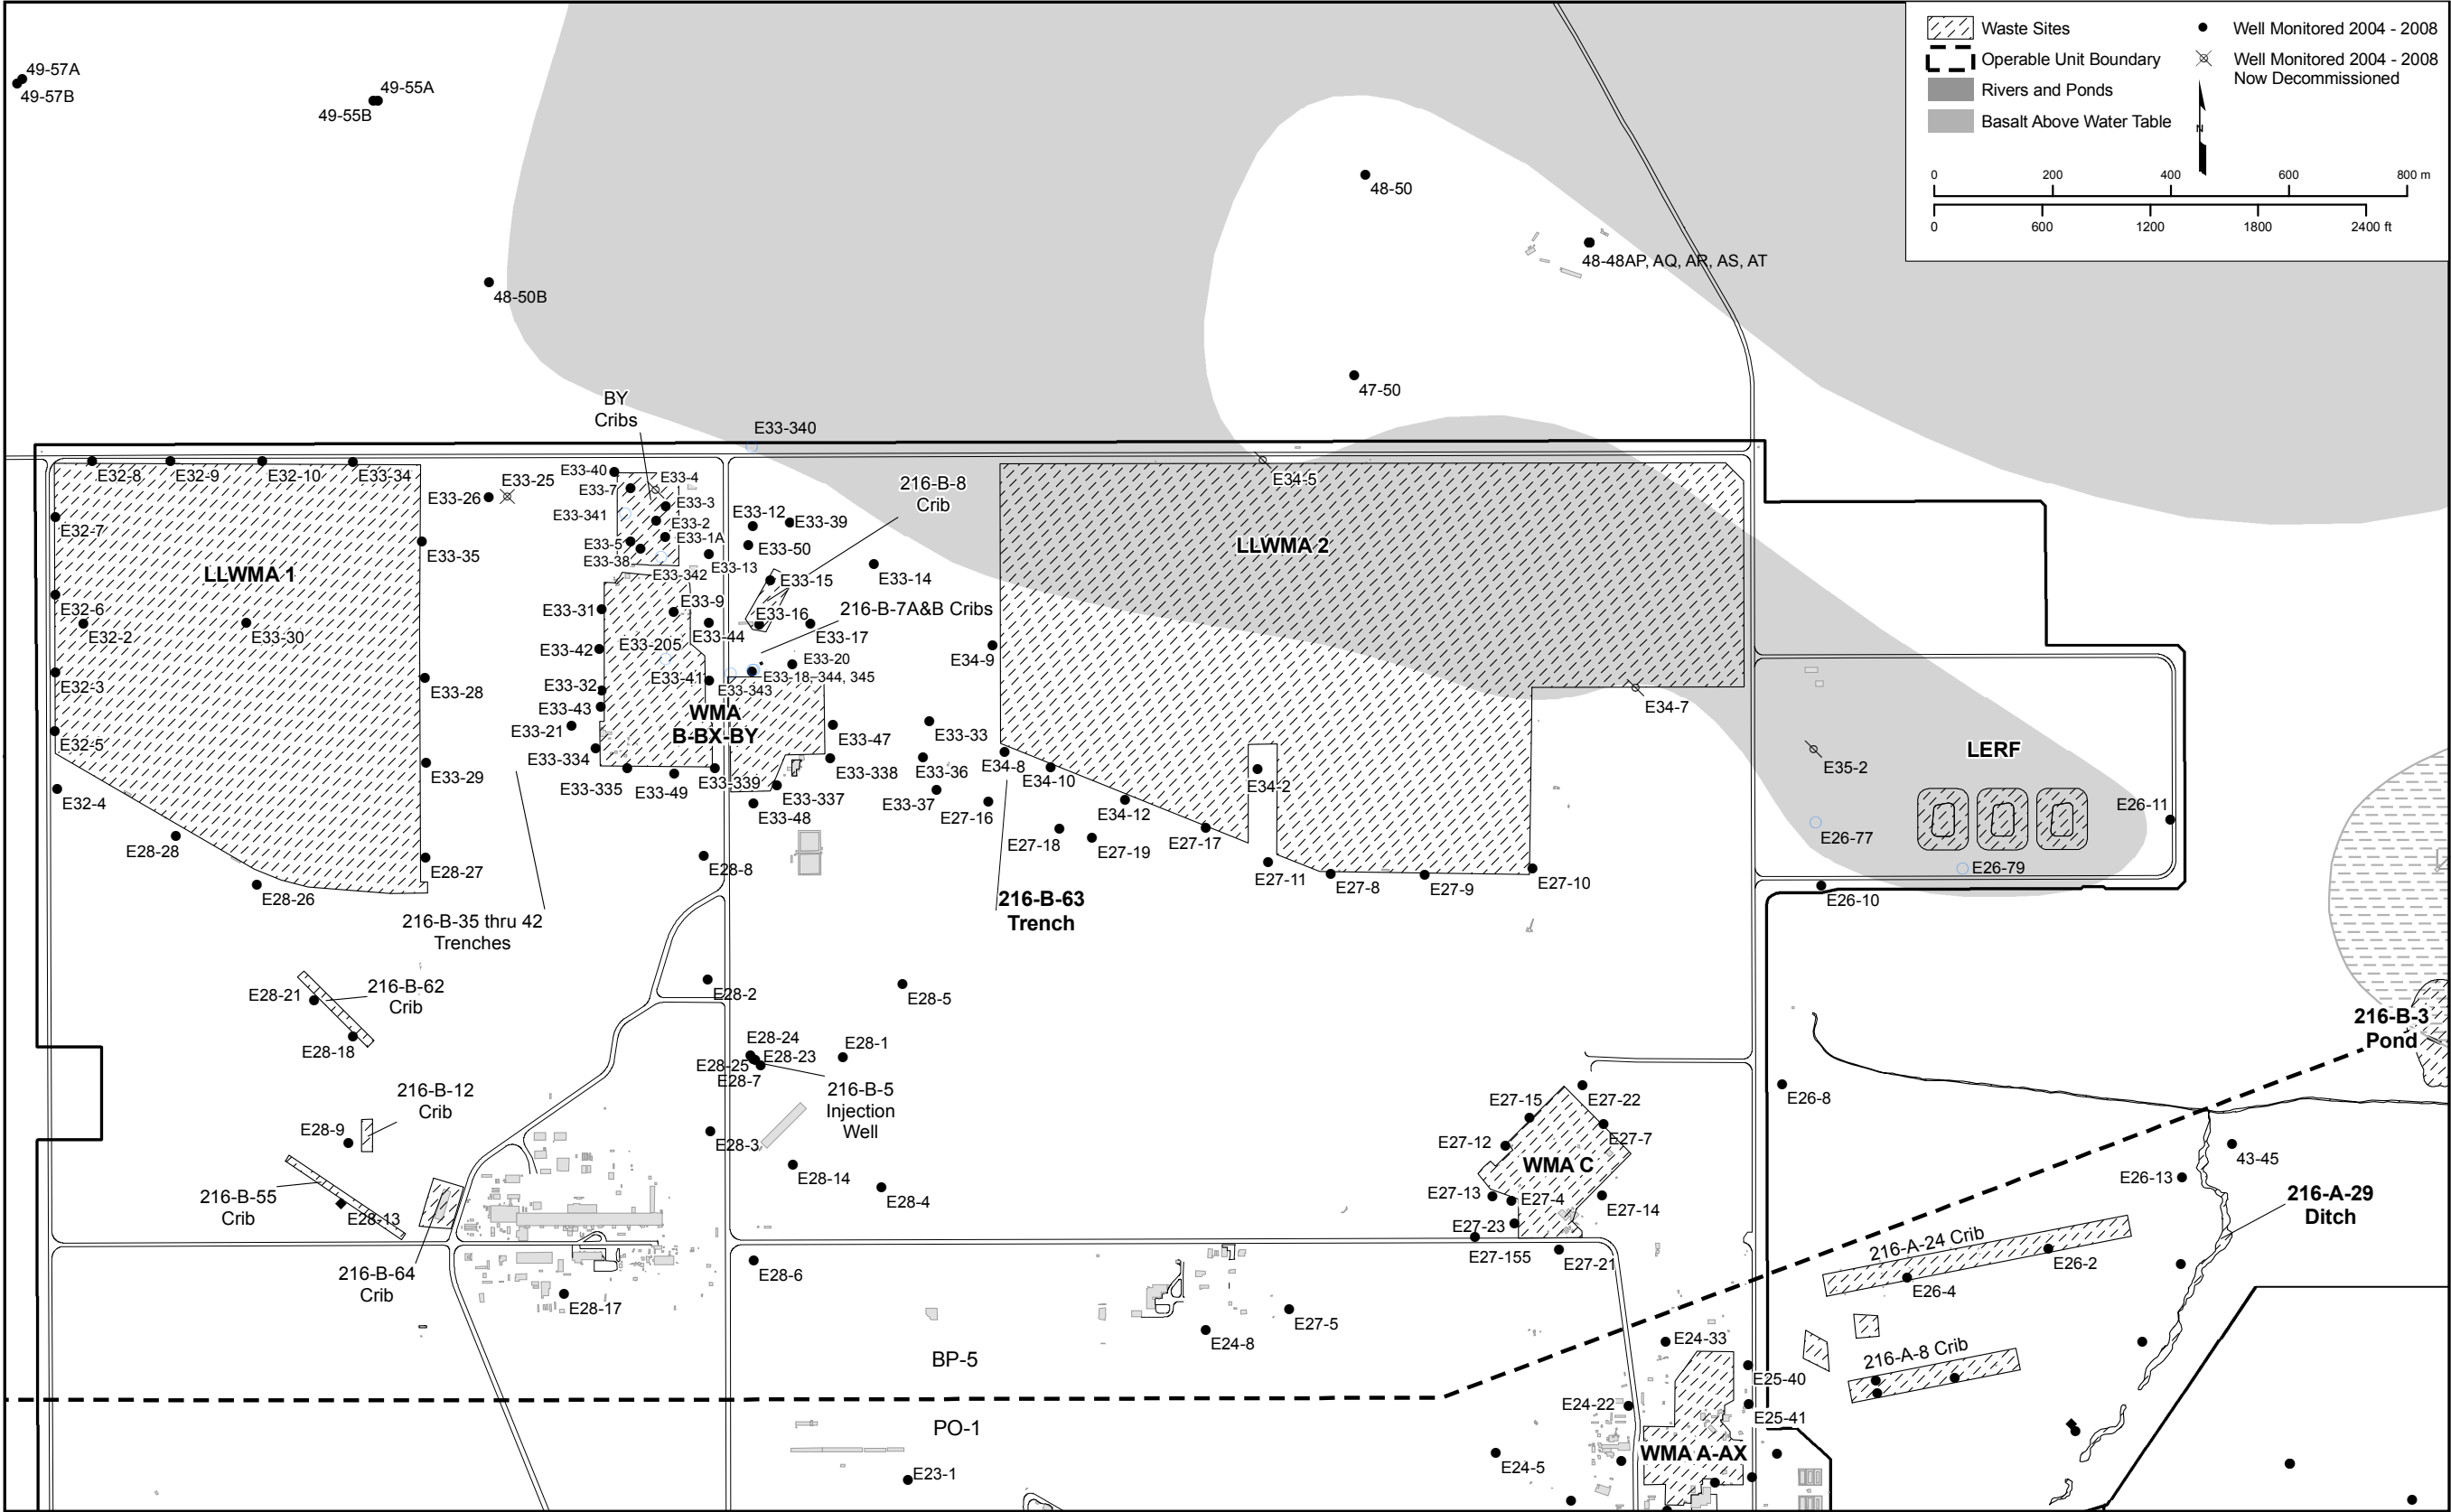 Waste Sites
Operable Unit Boundary
Rivers and Ponds
Basalt Above Water Table
Well Monitored 2004 - 2008
Well Monitored 2004 - 2008
Now Decommissioned
N
0 200 400 600 800 m
0 600 1200 1800 2400 ft
49-57A
49-57B
49-55A
49-55B
48-50
48-48AP, AQ, AR, AS, AT
48-50B
47-50
BY
Cribs
E33-340
E32-8
E32-9
E32-10
E33-34
E33-25
E33-26
E33-40
E33-4
E33-7
E33-3
E33-341
E33-2
E33-12
E33-39
E33-5
E33-1A
E33-50
E33-38
E33-13
E33-342
E33-14
216-B-8
Crib
E34-5
LLWMA 2
E32-7
E33-35
LLWMA 1
E32-6
E32-2
E33-30
E33-31
E33-9
E33-15
E33-16
216-B-7A&B Cribs
E33-44
E33-17
E33-42
E33-205
E33-20
E34-9
E32-3
E33-28
E33-32
E33-41
E33-18, 344, 345
E33-343
E33-43
E34-7
WMA
B-BX-BY
E33-21
E32-5
E33-47
E33-33
E33-334
E33-29
E33-338
E33-36
E34-8
E34-10
E35-2
LERF
E33-335
E33-49
E33-339
E34-2
E32-4
E33-337
E33-37
E33-48
E27-16
E34-12
E26-11
E28-28
E27-18
E27-19
E27-17
E26-77
E28-27
E28-8
E27-11
E27-8
E27-9
E27-10
E26-79
E28-26
E26-10
216-B-63
Trench
216-B-35 thru 42
Trenches
E28-21
216-B-62
Crib
E28-2
E28-5
E28-18
216-B-3
Pond
E28-24
E28-1
E28-25
E28-23
E28-7
216-B-5
Injection
Well
216-B-12
Crib
E28-9
E27-15
E27-22
E26-8
E28-3
E27-12
E27-7
WMA C
43-45
E28-14
E28-4
E26-13
216-B-55
Crib
E28-13
E27-13
E27-4
E27-14
216-A-29
Ditch
E27-23
E27-155
E27-21
216-A-24 Crib
E26-2
E26-4
216-B-64
Crib
E28-6
E28-17
E27-5
E24-8
E24-33
BP-5
216-A-8 Crib
E25-40
E24-22
E25-41
PO-1
WMA A-AX
E23-1
E24-5